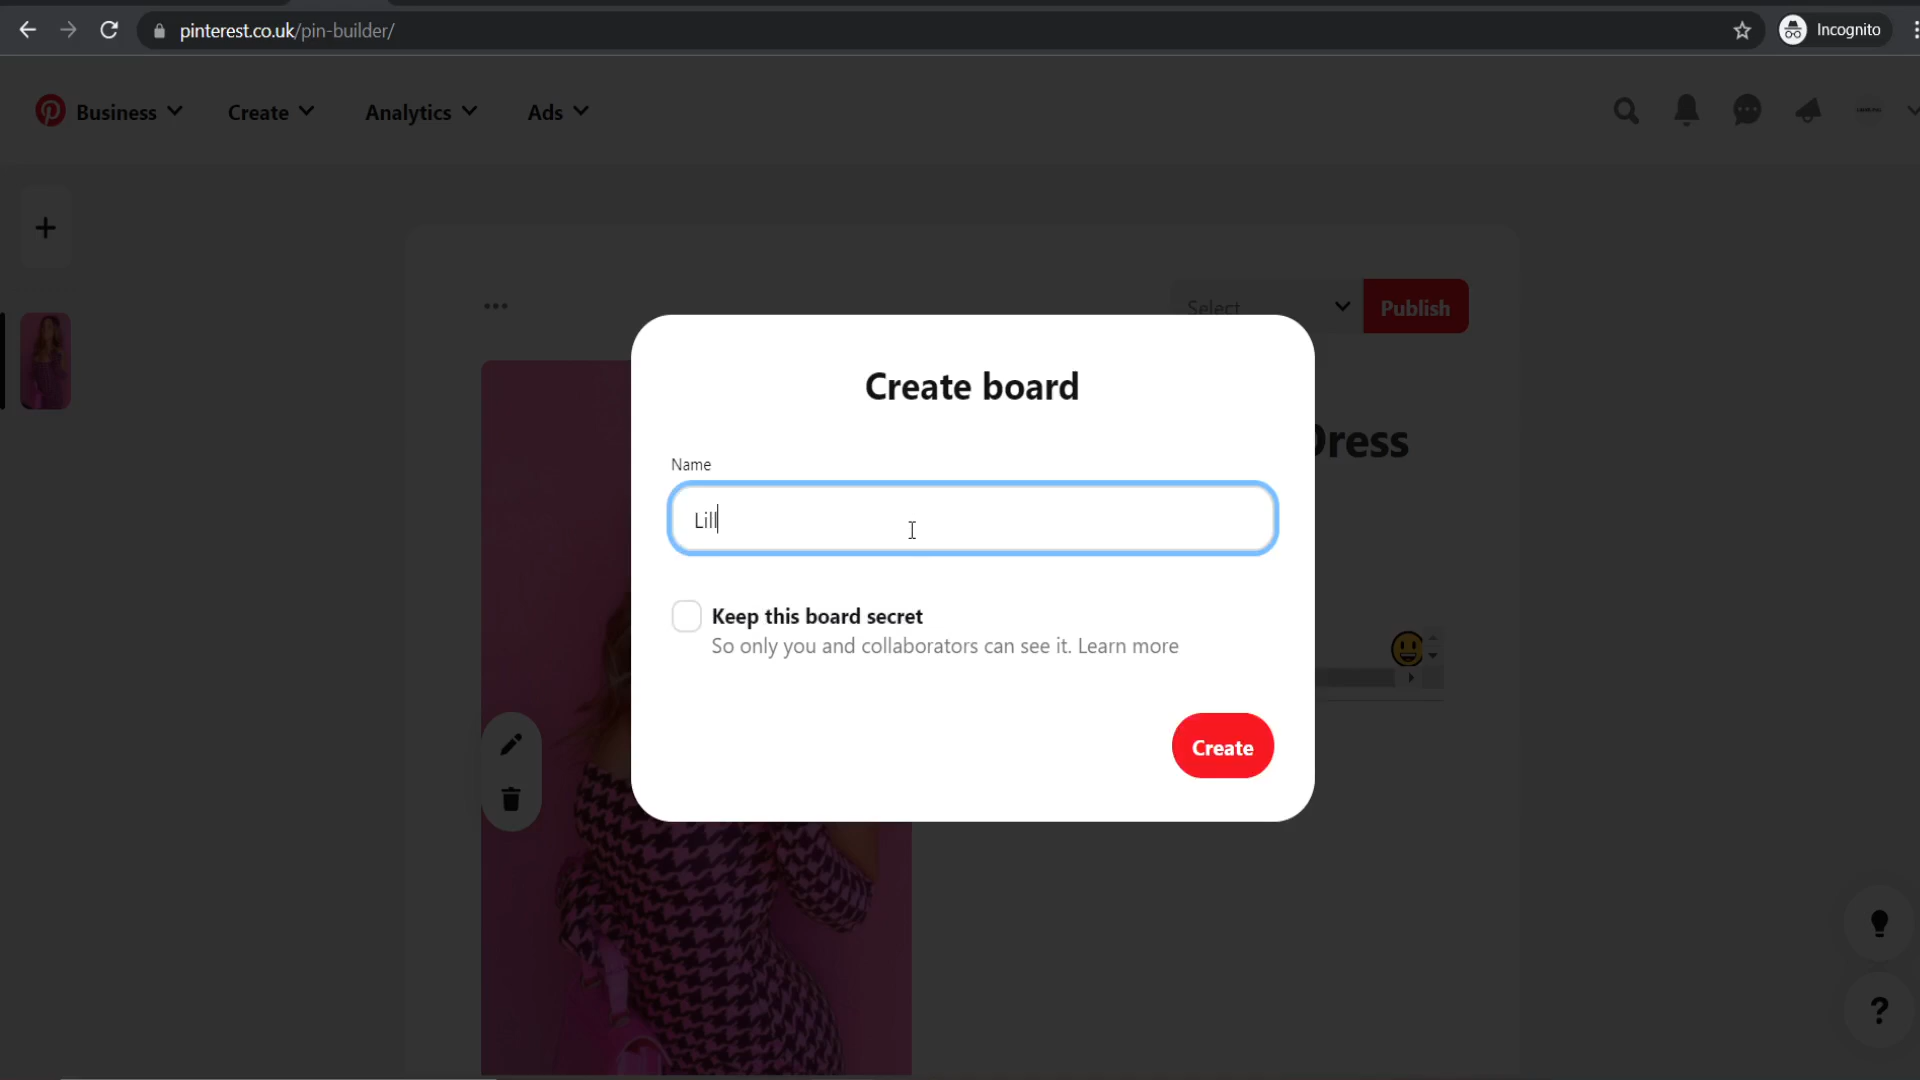 pinterest.co.uk/pin-builder/
Incognito
Business
Create
Analytics
Ads
Select
Publish
Create board
Dress
Name
Lill
Keep this board secret
So only you and collaborators can see it. Learn more
Create
?